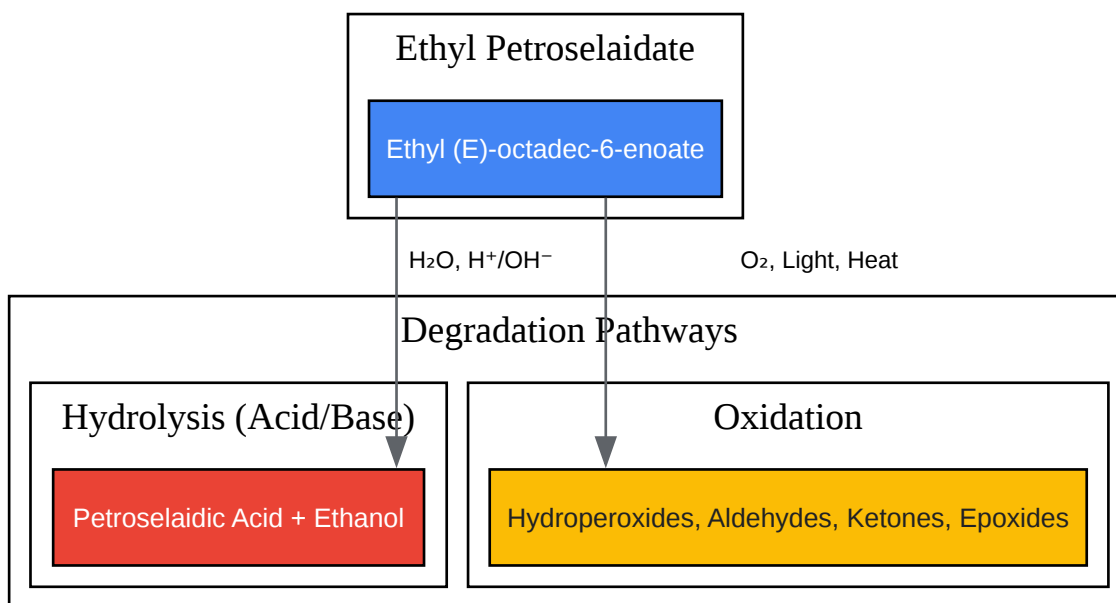 Ethyl Petroselaidate
Ethyl (E)-octadec-6-enoate
H₂O, H⁺/OH⁻
O₂, Light, Heat
Degradation Pathways
Hydrolysis (Acid/Base)
Oxidation
Petroselaidic Acid + Ethanol
Hydroperoxides, Aldehydes, Ketones, Epoxides